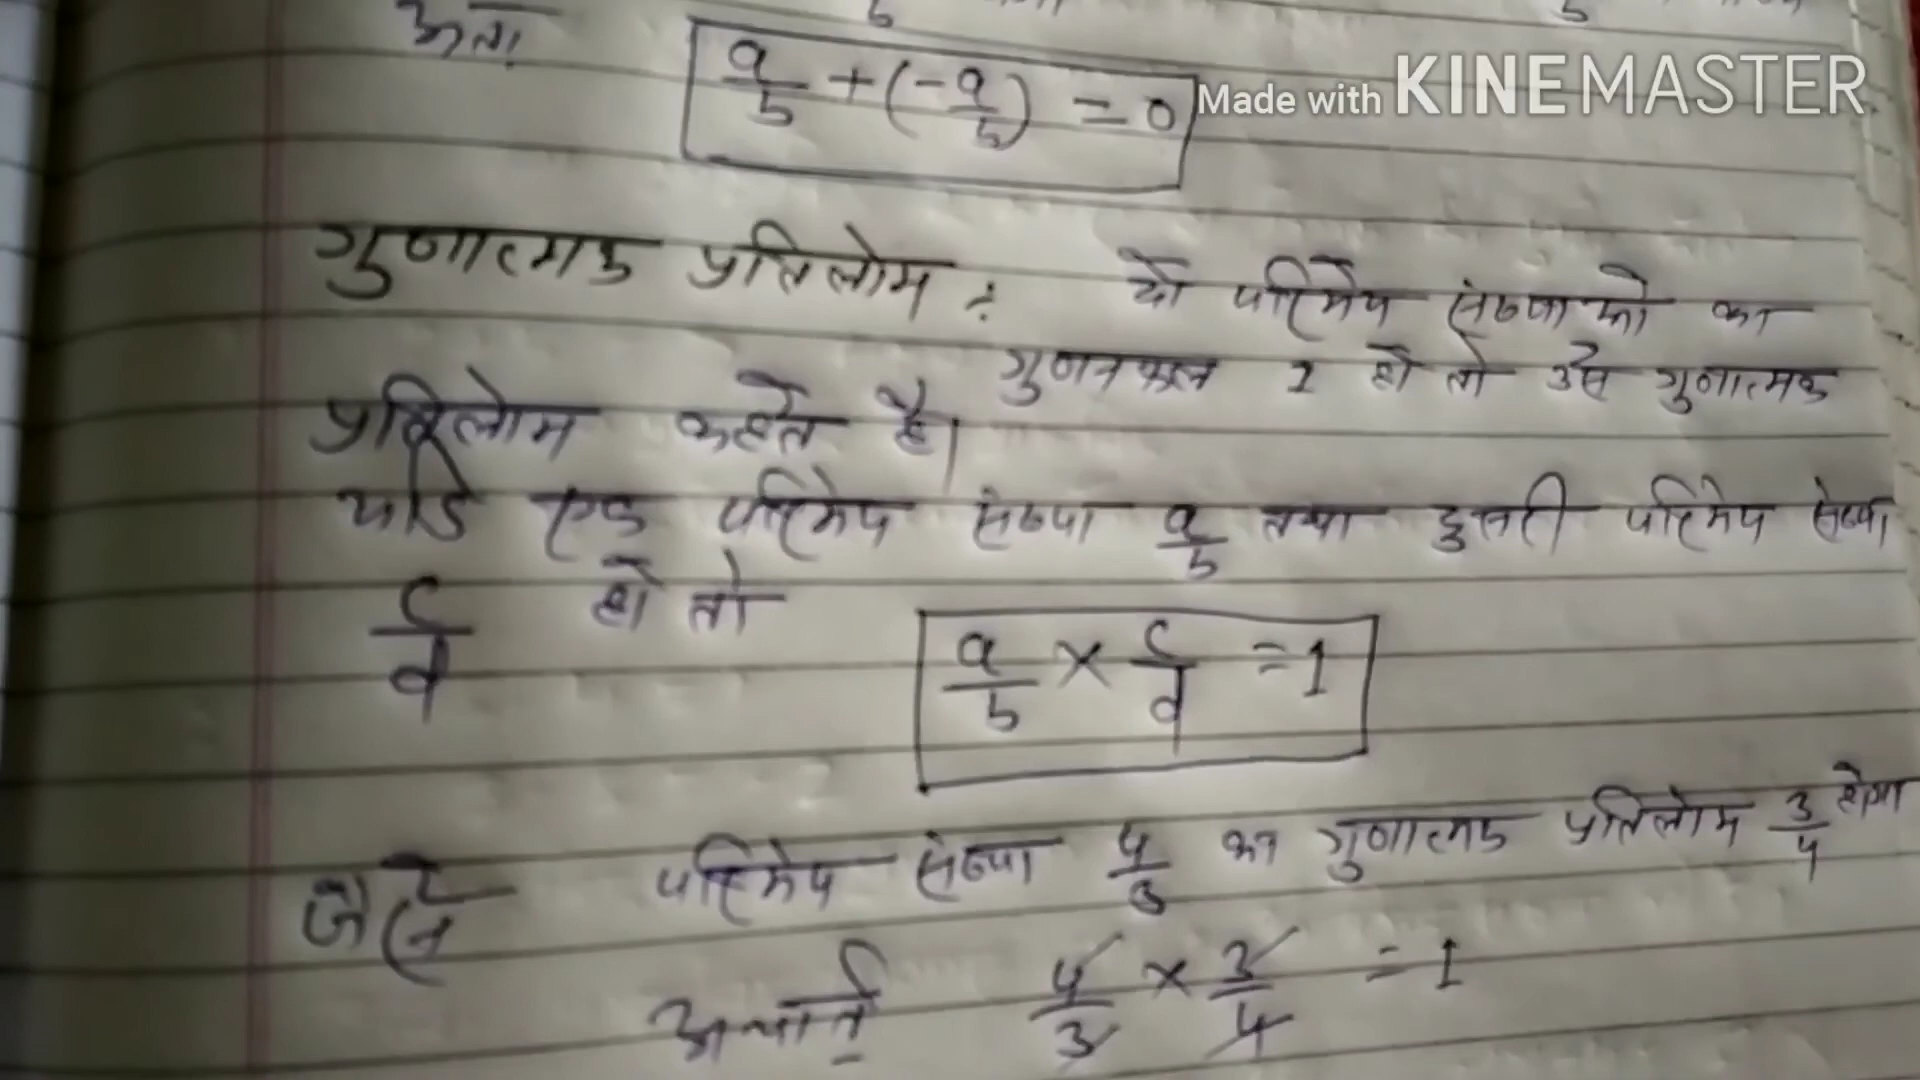 अतः
a/b + (-a/b) = 0
Made with KINEMASTER
गुणात्मक प्रतिलोम : दो परिमेय संख्याओ का
गुणनफल 1 हो तो उसे गुणात्मक
प्रतिलोम कहते है।
यदि एक परिमेय संख्या a/b तथा दुसरी परिमेय संख्या
c/d हो तो
a/b × c/d = 1
जैसे परिमेय संख्या 4/3 का गुणात्मक प्रतिलोम 3/4 होगा
अर्थात् 4/3 × 3/4 = 1